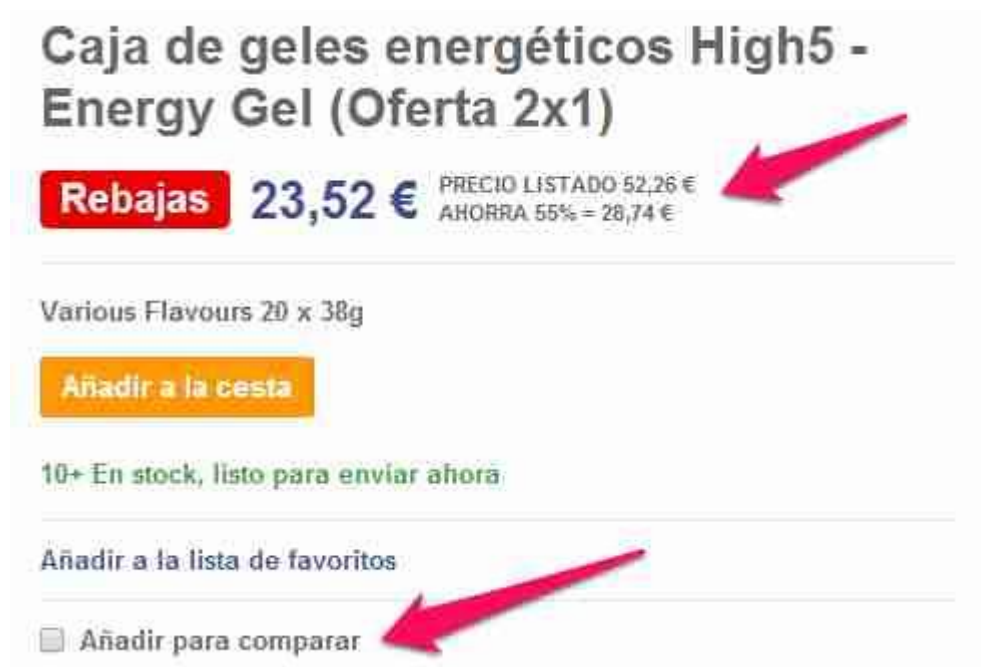 Caja de geles energéticos High5 -
Energy Gel (Oferta 2x1)
Rebajas 23,52 € PRECIO LISTADO 52,26 €
AHORRA 55% = 28,74 €
Various Flavours 20 x 38g
Añadir a la cesta
10+ En stock, listo para enviar ahora
Añadir a la lista de favoritos
Añadir para comparar